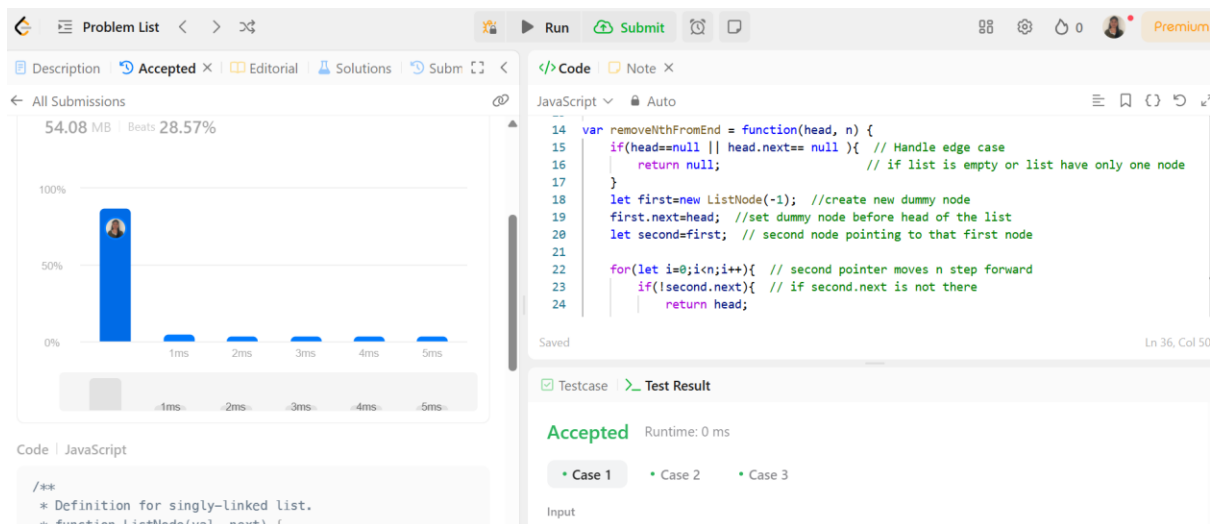 Problem List
Run
Submit
0
Premium
Description
Accepted
Editorial
Solutions
Subm
Code
Note
All Submissions
JavaScript
Auto
54.08 MB Beats 28.57%
100%
50%
0%
1ms 2ms 3ms 4ms 5ms
1ms 2ms 3ms 4ms 5ms
Code JavaScript
/**
* Definition for singly-linked list.
* function ListNode(val, next) {
14 var removeNthFromEnd = function(head, n) {
15 if(head==null || head.next== null ){ // Handle edge case
16 return null; // if list is empty or list have only one node
17 }
18 let first=new ListNode(-1); //create new dummy node
19 first.next=head; //set dummy node before head of the list
20 let second=first; // second node pointing to that first node
21
22 for(let i=0;i<n;i++){ // second pointer moves n step forward
23 if(!second.next){ // if second.next is not there
24 return head;
Saved
Ln 36, Col 50
Testcase
>_ Test Result
Accepted Runtime: 0 ms
Case 1 Case 2 Case 3
Input